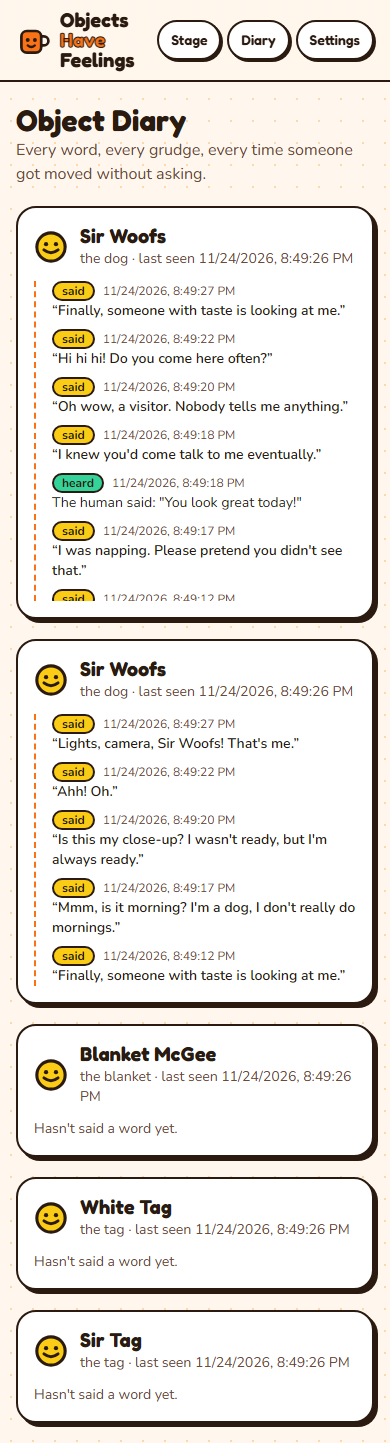 Objects
Have
Feelings
Stage
Diary
Settings
Object Diary
Every word, every grudge, every time someone
got moved without asking.
Sir Woofs
the dog · last seen 11/24/2026, 8:49:26 PM
said 11/24/2026, 8:49:27 PM
“Finally, someone with taste is looking at me.”
said 11/24/2026, 8:49:22 PM
“Hi hi hi! Do you come here often?”
said 11/24/2026, 8:49:20 PM
“Oh wow, a visitor. Nobody tells me anything.”
said 11/24/2026, 8:49:18 PM
“I knew you'd come talk to me eventually.”
heard 11/24/2026, 8:49:18 PM
The human said: "You look great today!"
said 11/24/2026, 8:49:17 PM
“I was napping. Please pretend you didn't see
that.”
said 11/24/2026, 8:49:12 PM
Sir Woofs
the dog · last seen 11/24/2026, 8:49:26 PM
said 11/24/2026, 8:49:27 PM
“Lights, camera, Sir Woofs! That's me.”
said 11/24/2026, 8:49:22 PM
“Ahh! Oh.”
said 11/24/2026, 8:49:20 PM
“Is this my close-up? I wasn't ready, but I'm
always ready.”
said 11/24/2026, 8:49:17 PM
“Mmm, is it morning? I'm a dog, I don't really do
mornings.”
said 11/24/2026, 8:49:12 PM
“Finally, someone with taste is looking at me.”
Blanket McGee
the blanket · last seen 11/24/2026, 8:49:26
PM
Hasn't said a word yet.
White Tag
the tag · last seen 11/24/2026, 8:49:26 PM
Hasn't said a word yet.
Sir Tag
the tag · last seen 11/24/2026, 8:49:26 PM
Hasn't said a word yet.